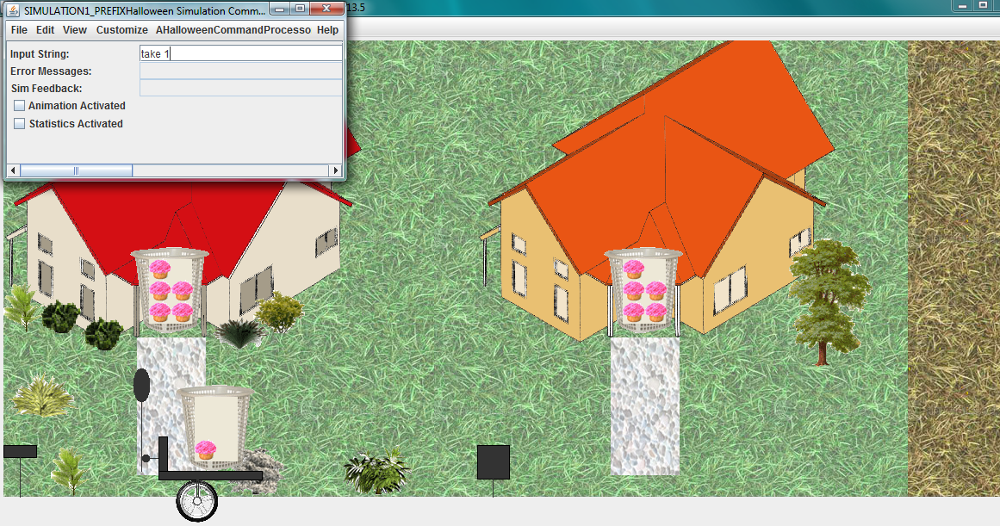 SIMULATION1_PREFIXHalloween Simulation Comm...
13.5
File Edit View Customize AHalloweenCommandProcesso Help
Input String: take 1
Error Messages:
Sim Feedback:
Animation Activated
Statistics Activated